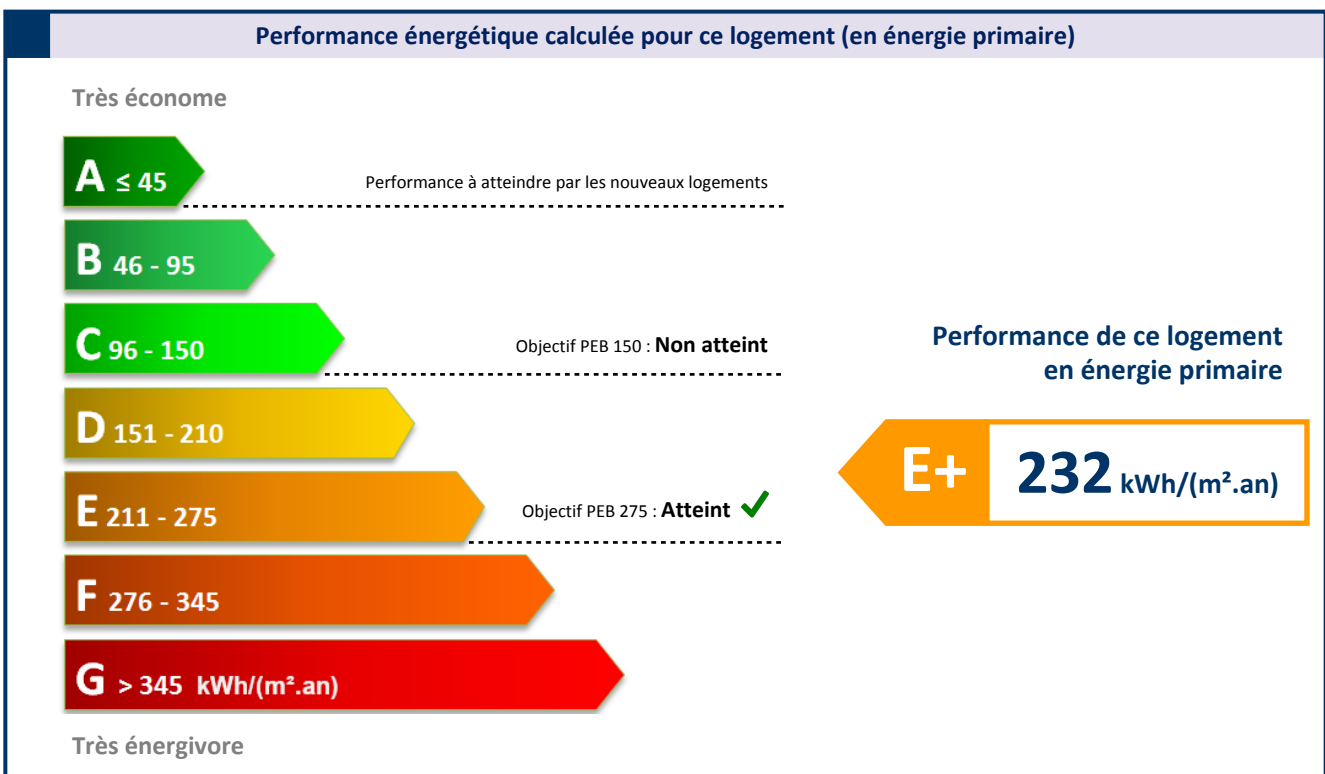 Performance énergétique calculée pour ce logement (en énergie primaire)
Très économe
A ≤ 45
Performance à atteindre par les nouveaux logements
B 46 - 95
C 96 - 150
Objectif PEB 150 : Non atteint
D 151 - 210
E 211 - 275
Objectif PEB 275 : Atteint ✓
F 276 - 345
G > 345 kWh/(m².an)
Très énergivore
Performance de ce logement
en énergie primaire
E+ 232 kWh/(m².an)